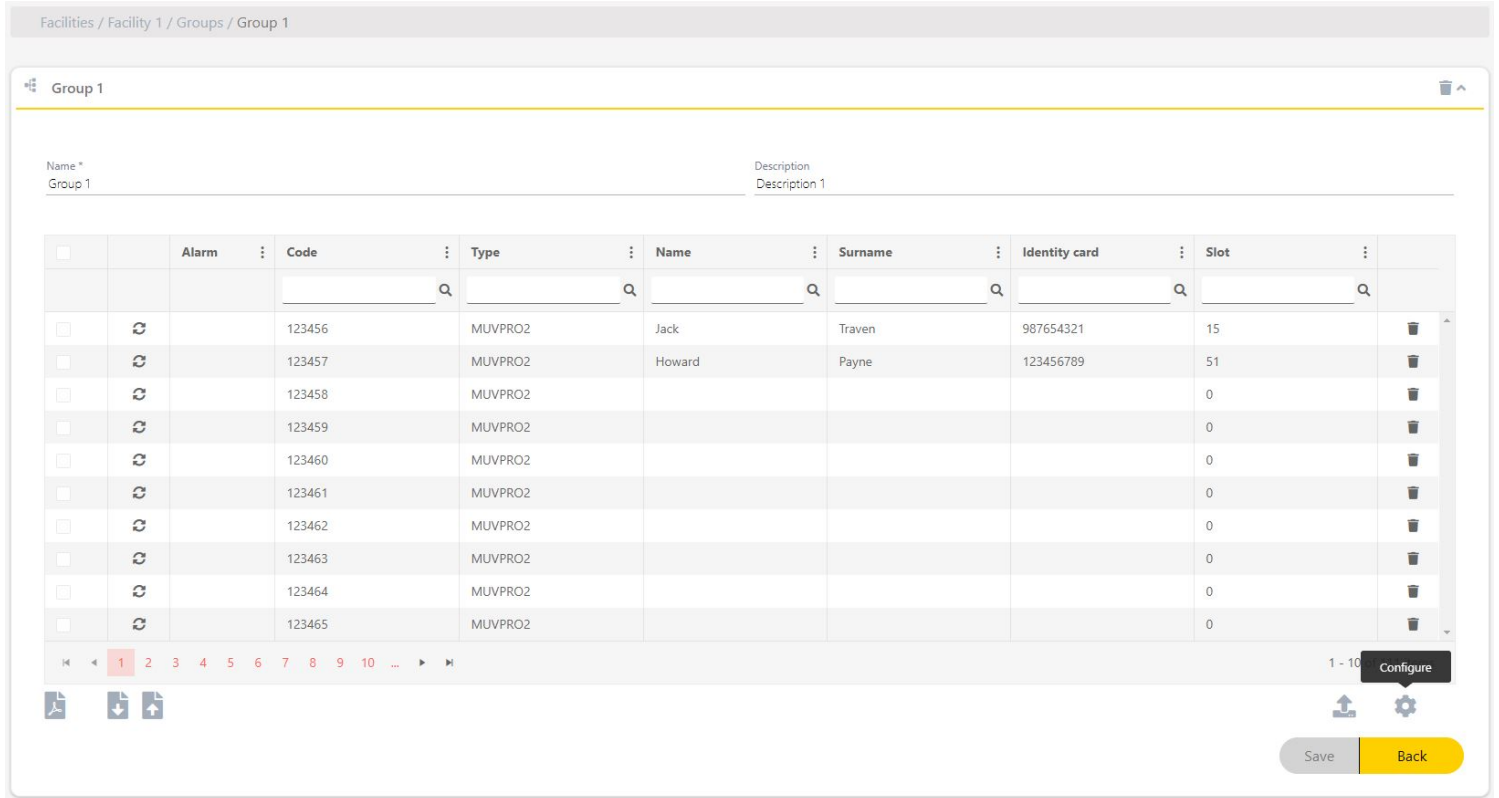 Facilities / Facility 1 / Groups / Group 1
Group 1
Name * Description
Group 1 Description 1
Alarm Code Type Name Surname Identity card Slot
123456 MUVPRO2 Jack Traven 987654321 15
123457 MUVPRO2 Howard Payne 123456789 51
123458 MUVPRO2 0
123459 MUVPRO2 0
123460 MUVPRO2 0
123461 MUVPRO2 0
123462 MUVPRO2 0
123463 MUVPRO2 0
123464 MUVPRO2 0
123465 MUVPRO2 0
1 2 3 4 5 6 7 8 9 10 ... 1 - 10
Configure
Save Back